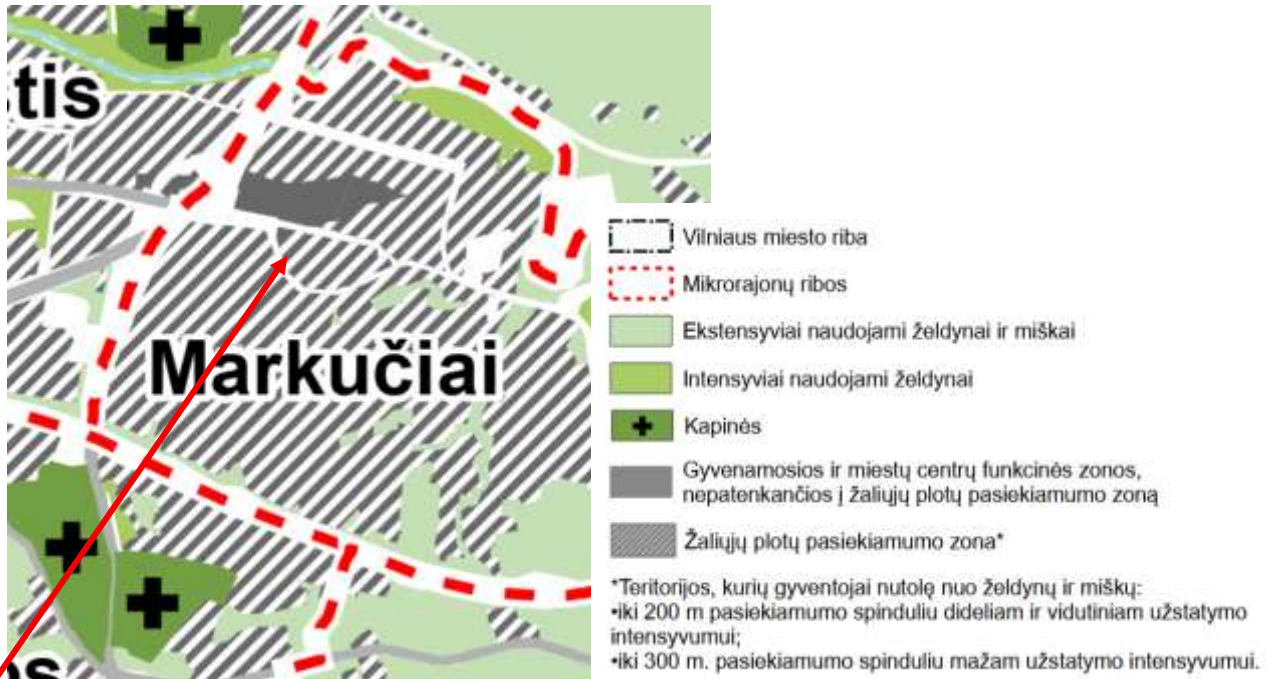 tis
Markučiai
os
Vilniaus miesto riba
Mikrorajonų ribos
Ekstensyviai naudojami želdynai ir miškai
Intensyviai naudojami želdynai
Kapinės
Gyvenamosios ir miestų centrų funkcinės zonos,
nepatenkančios į žaliųjų plotų pasiekiamumo zoną
Žaliųjų plotų pasiekiamumo zona*
*Teritorijos, kurių gyventojai nutolę nuo želdynų ir miškų:
•iki 200 m pasiekiamumo spinduliu dideliam ir vidutiniam užstatymo
intensyvumui;
•iki 300 m. pasiekiamumo spinduliu mažam užstatymo intensyvumui.